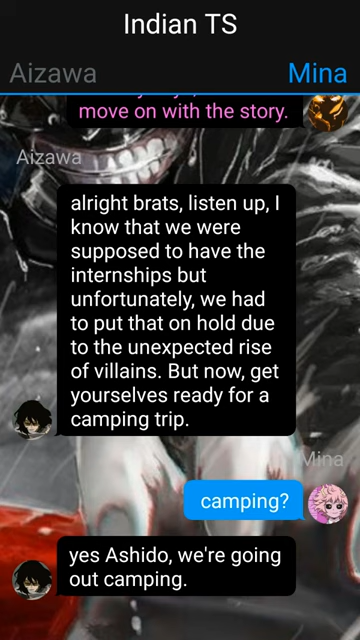 Indian TS
Aizawa
Mina
move on with the story.
Aizawa
alright brats, listen up, I
know that we were
supposed to have the
internships but
unfortunately, we had
to put that on hold due
to the unexpected rise
of villains. But now, get
yourselves ready for a
camping trip.
Mina
camping?
yes Ashido, we're going
out camping.